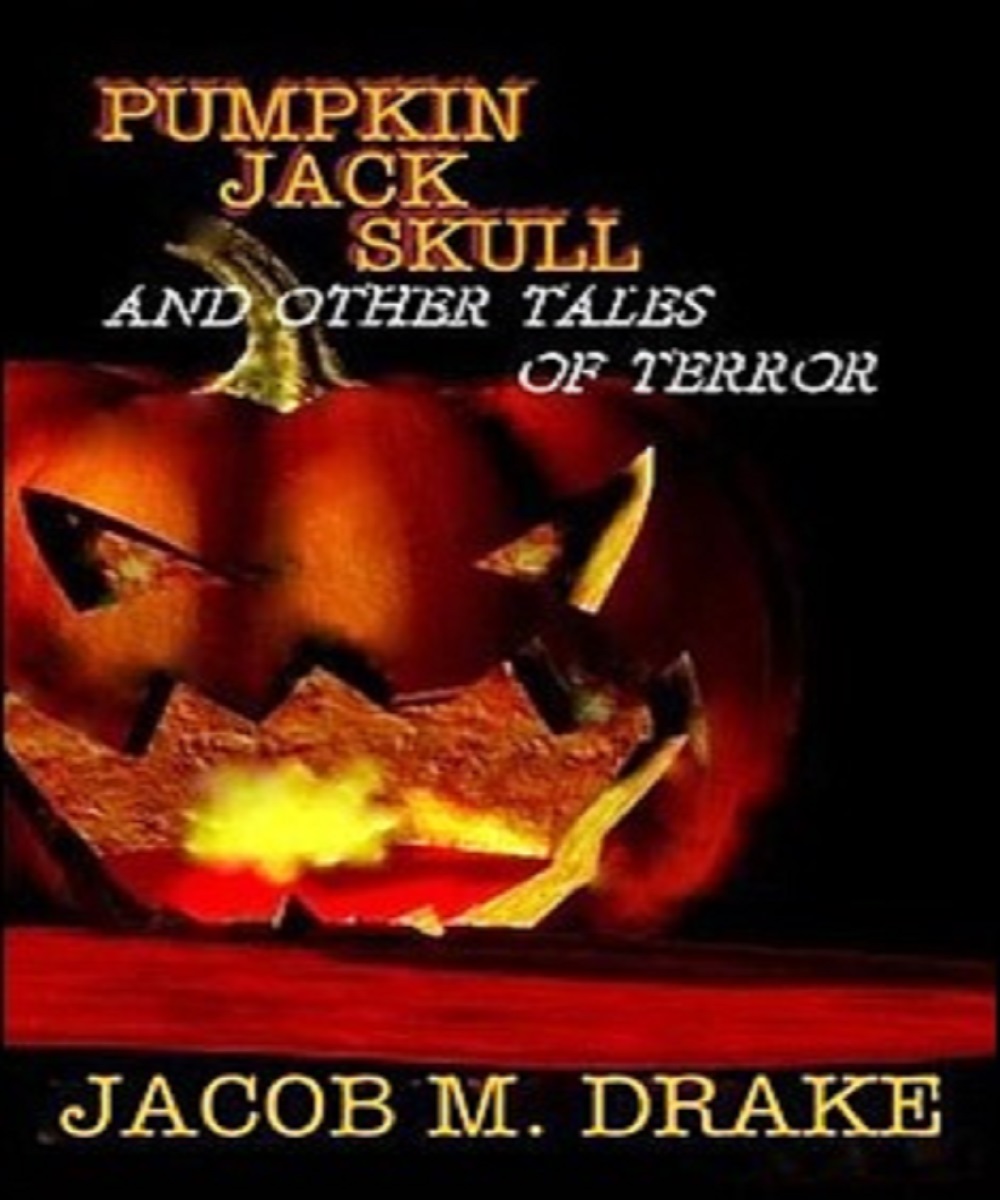 PUMPKIN
JACK
SKULL
AND OTHER TALES
OF TERROR
JACOB M. DRAKE